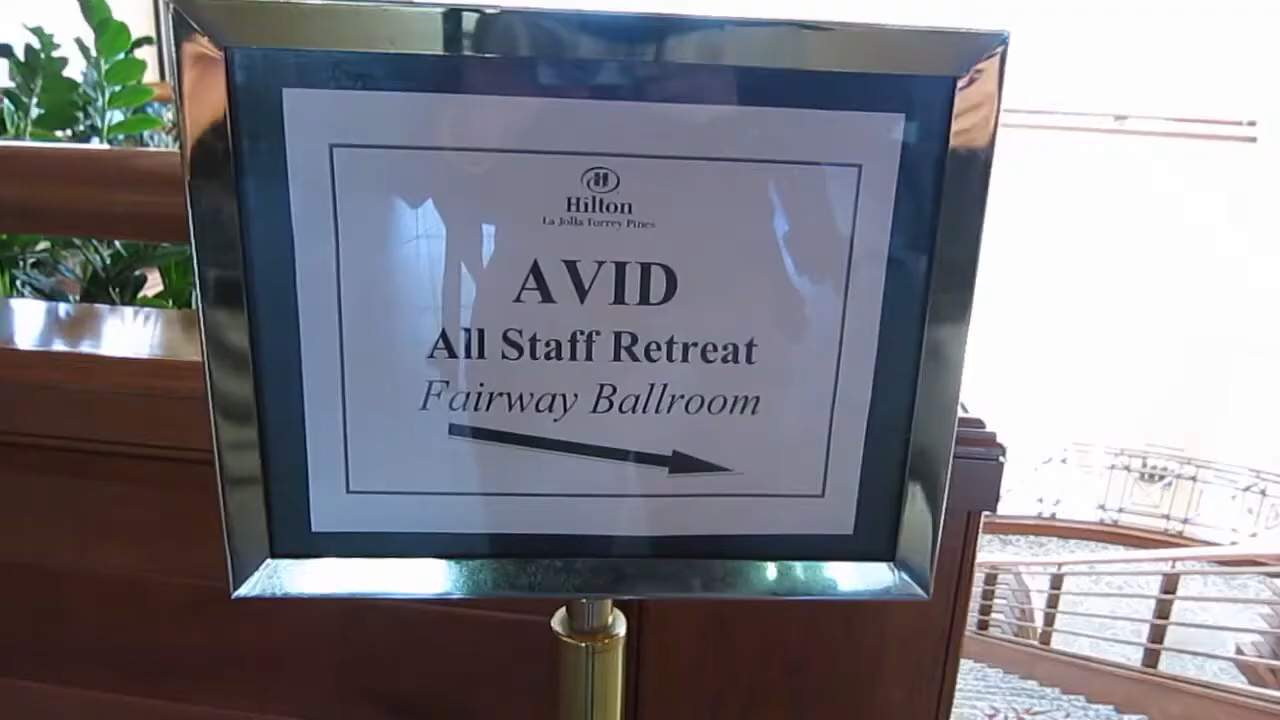 Hilton
La Jolla Torrey Pines
AVID
All Staff Retreat
Fairway Ballroom